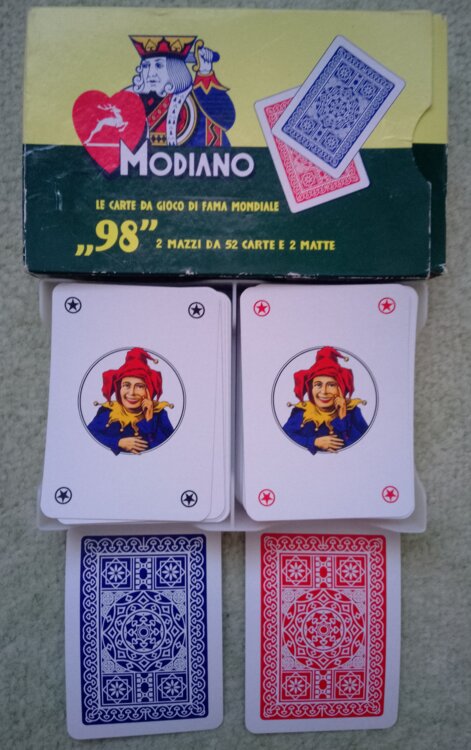 MODIANO
LE CARTE DA GIOCO DI FAMA MONDIALE
„98” 2 MAZZI DA 52 CARTE E 2 MATTE